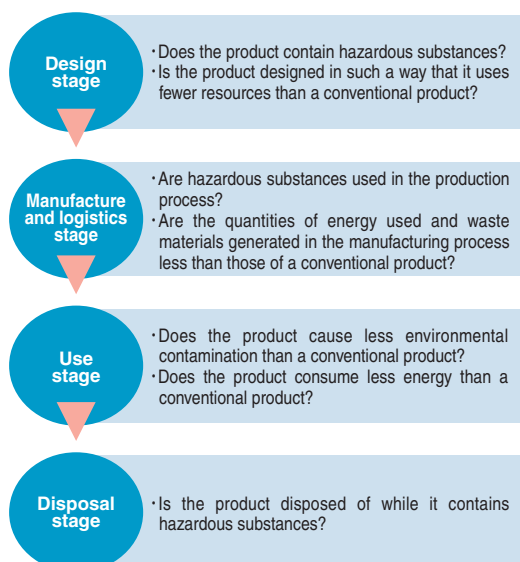 Design
stage
・Does the product contain hazardous substances?
・Is the product designed in such a way that it uses
fewer resources than a conventional product?
Manufacture
and logistics
stage
・Are hazardous substances used in the production
process?
・Are the quantities of energy used and waste
materials generated in the manufacturing process
less than those of a conventional product?
Use
stage
・Does the product cause less environmental
contamination than a conventional product?
・Does the product consume less energy than a
conventional product?
Disposal
stage
・Is the product disposed of while it contains
hazardous substances?